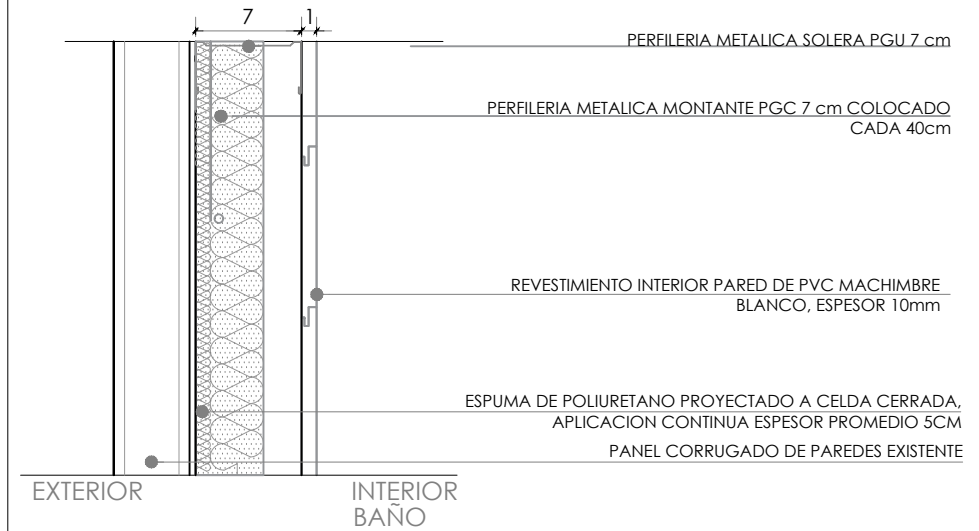 7
1
PERFILERIA METALICA SOLERA PGU 7 cm
PERFILERIA METALICA MONTANTE PGC 7 cm COLOCADO
CADA 40cm
REVESTIMIENTO INTERIOR PARED DE PVC MACHIMBRE
BLANCO, ESPESOR 10mm
ESPUMA DE POLIURETANO PROYECTADO A CELDA CERRADA,
APLICACION CONTINUA ESPESOR PROMEDIO 5CM
PANEL CORRUGADO DE PAREDES EXISTENTE
EXTERIOR
INTERIOR
BAÑO